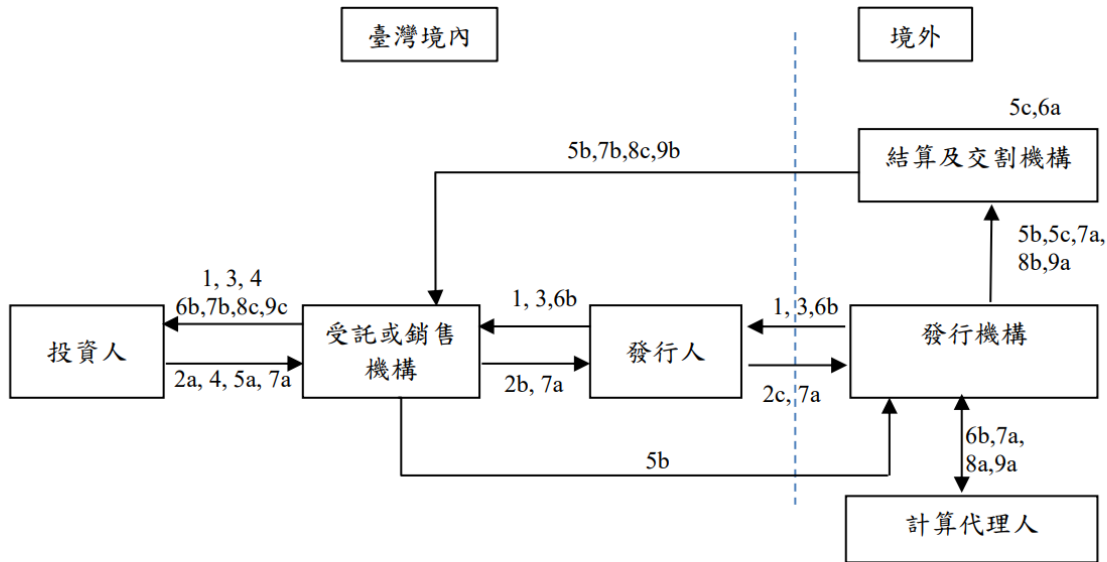 臺灣境內
境外
5c,6a
結算及交割機構
5b,7b,8c,9b
5b,5c,7a,
8b,9a
1, 3, 4
6b,7b,8c,9c
1, 3,6b
1, 3,6b
投資人
受託或銷售
機構
發行人
發行機構
2a, 4, 5a, 7a
2b, 7a
2c, 7a
5b
6b,7a,
8a,9a
計算代理人